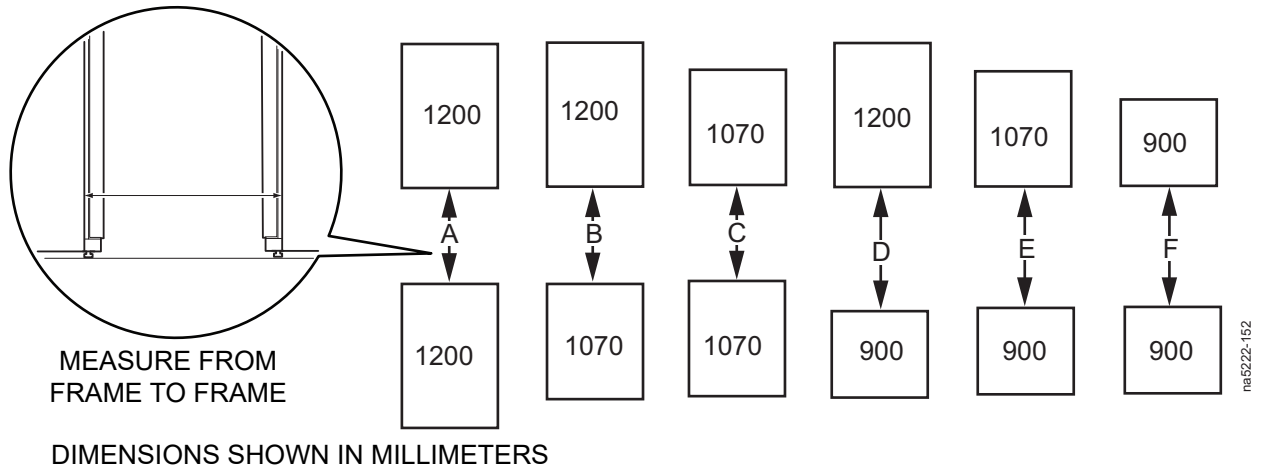 1200
1200
1070
1200
1070
900
A
B
C
D
E
F
1200
1070
1070
900
900
900
MEASURE FROM
FRAME TO FRAME
DIMENSIONS SHOWN IN MILLIMETERS
na5222-152